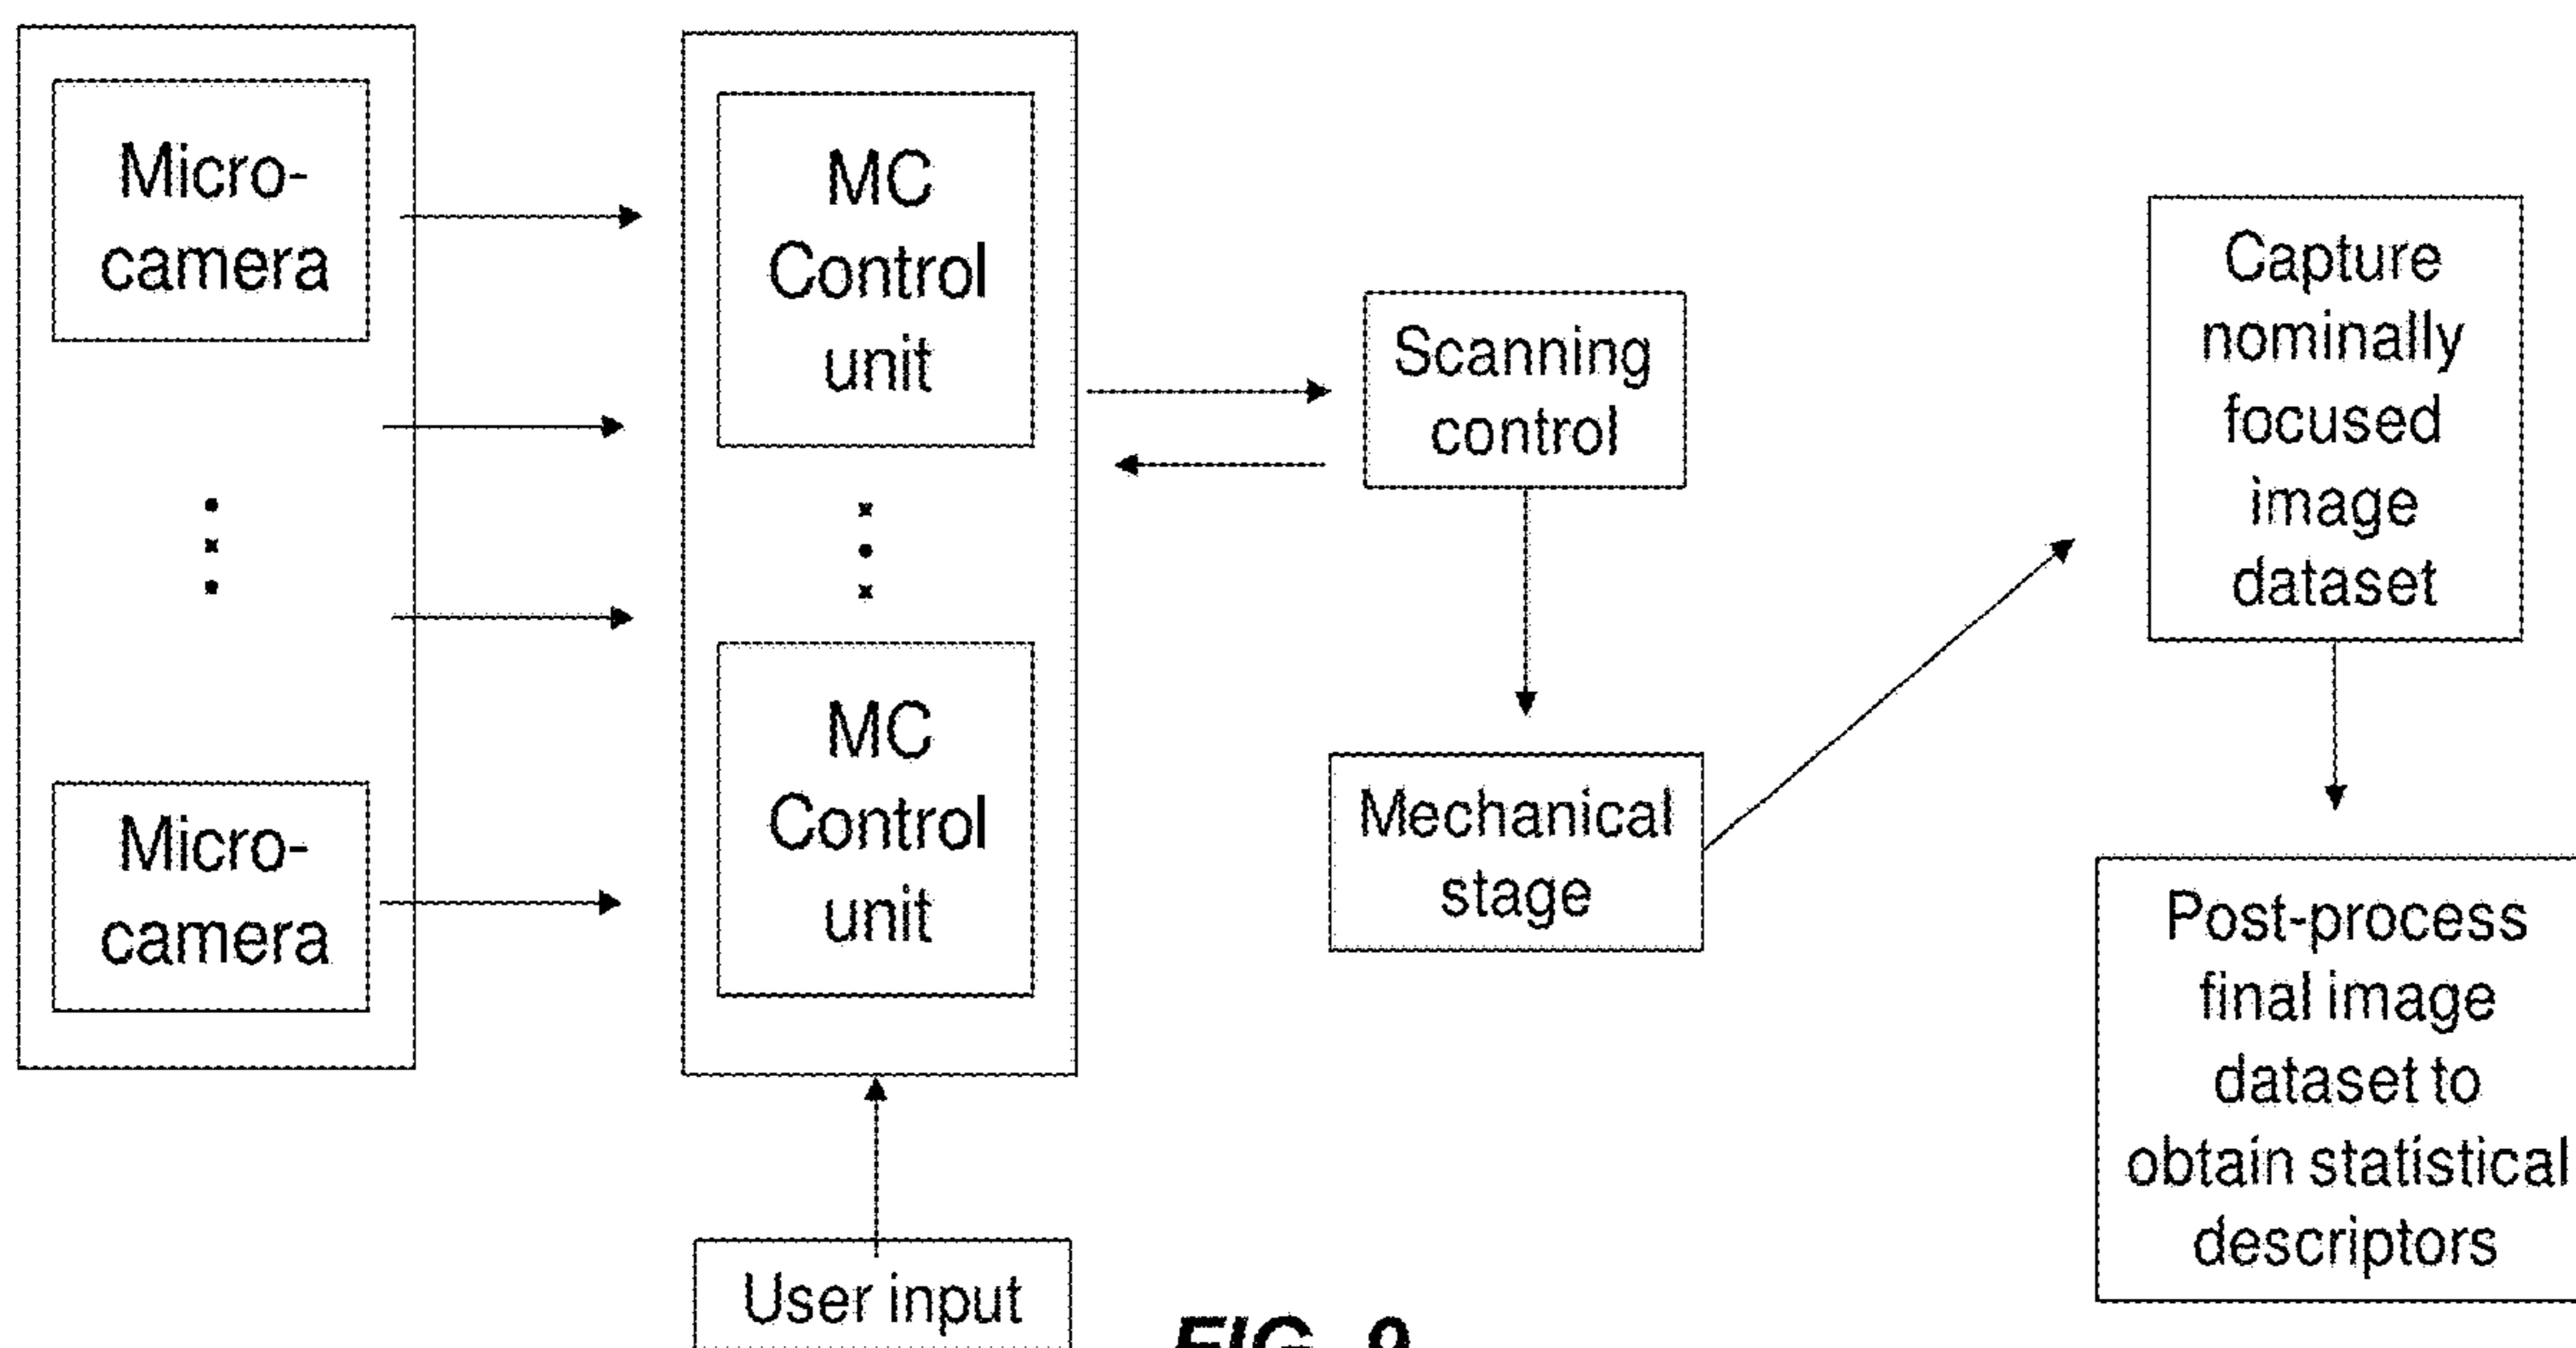 Micro-
camera
Micro-
camera
MC
Control
unit
MC
Control
unit
User input
Scanning
control
Mechanical
stage
Capture
nominally
focused
image
dataset
Post-process
final image
dataset to
obtain statistical
descriptors
FIG.